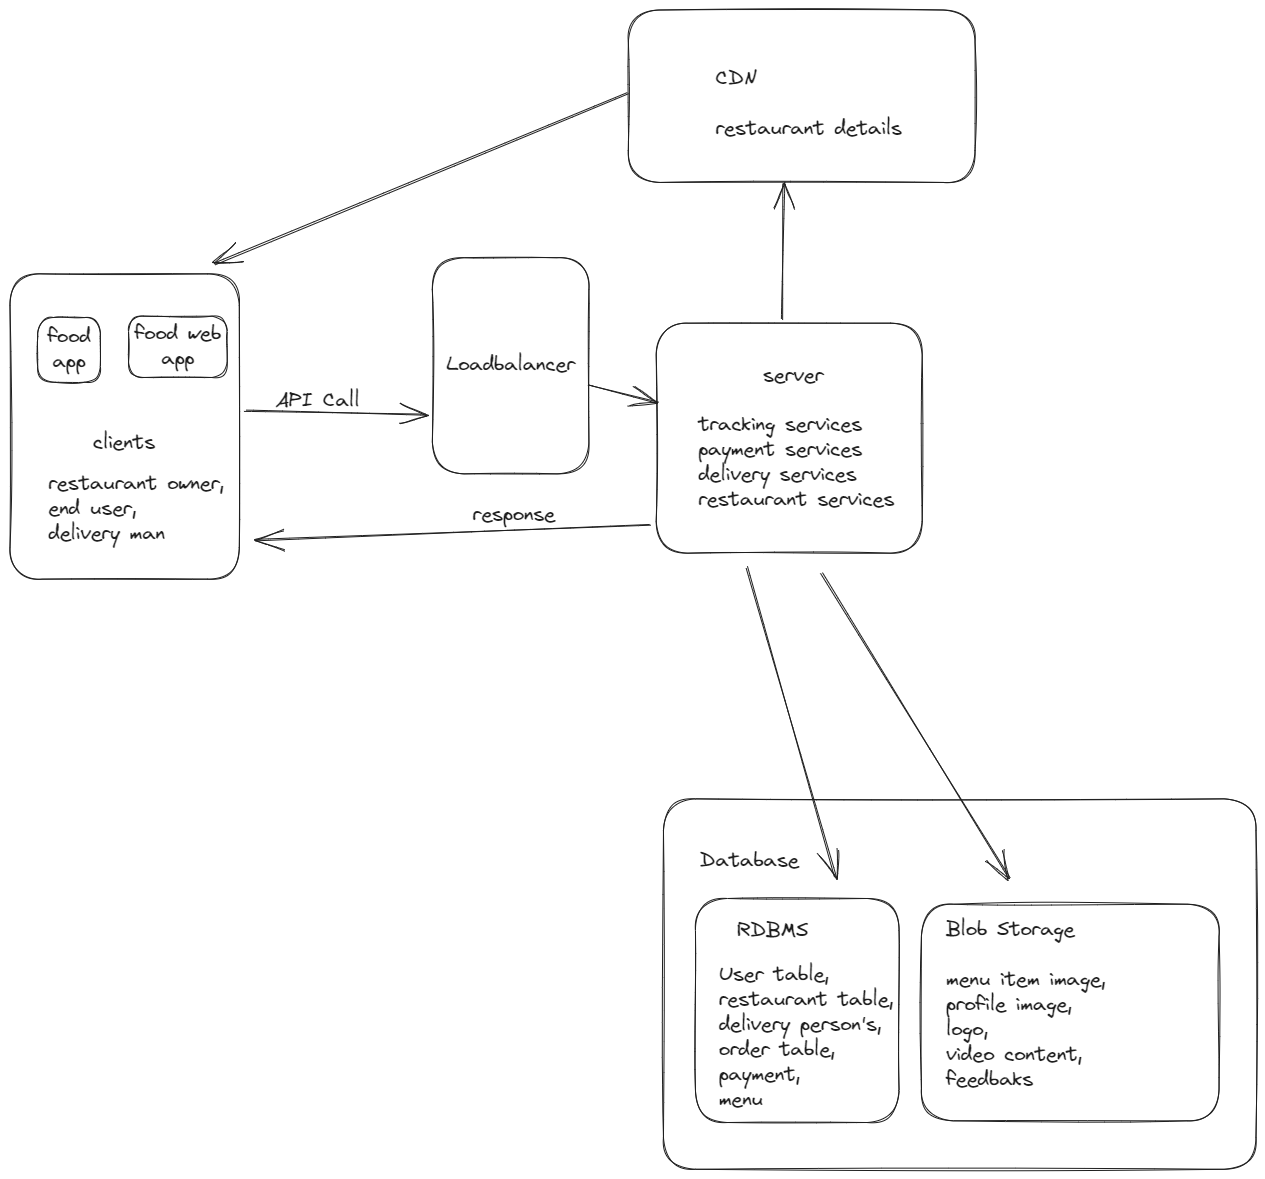 CDN
restaurant details
food
app
food web
app
clients
restaurant owner,
end user,
delivery man
API Call
Loadbalancer
server
tracking services
payment services
delivery services
restaurant services
response
Database
RDBMS
User table,
restaurant table,
delivery person's,
order table,
payment,
menu
Blob Storage
menu item image,
profile image,
logo,
video content,
feedbaks